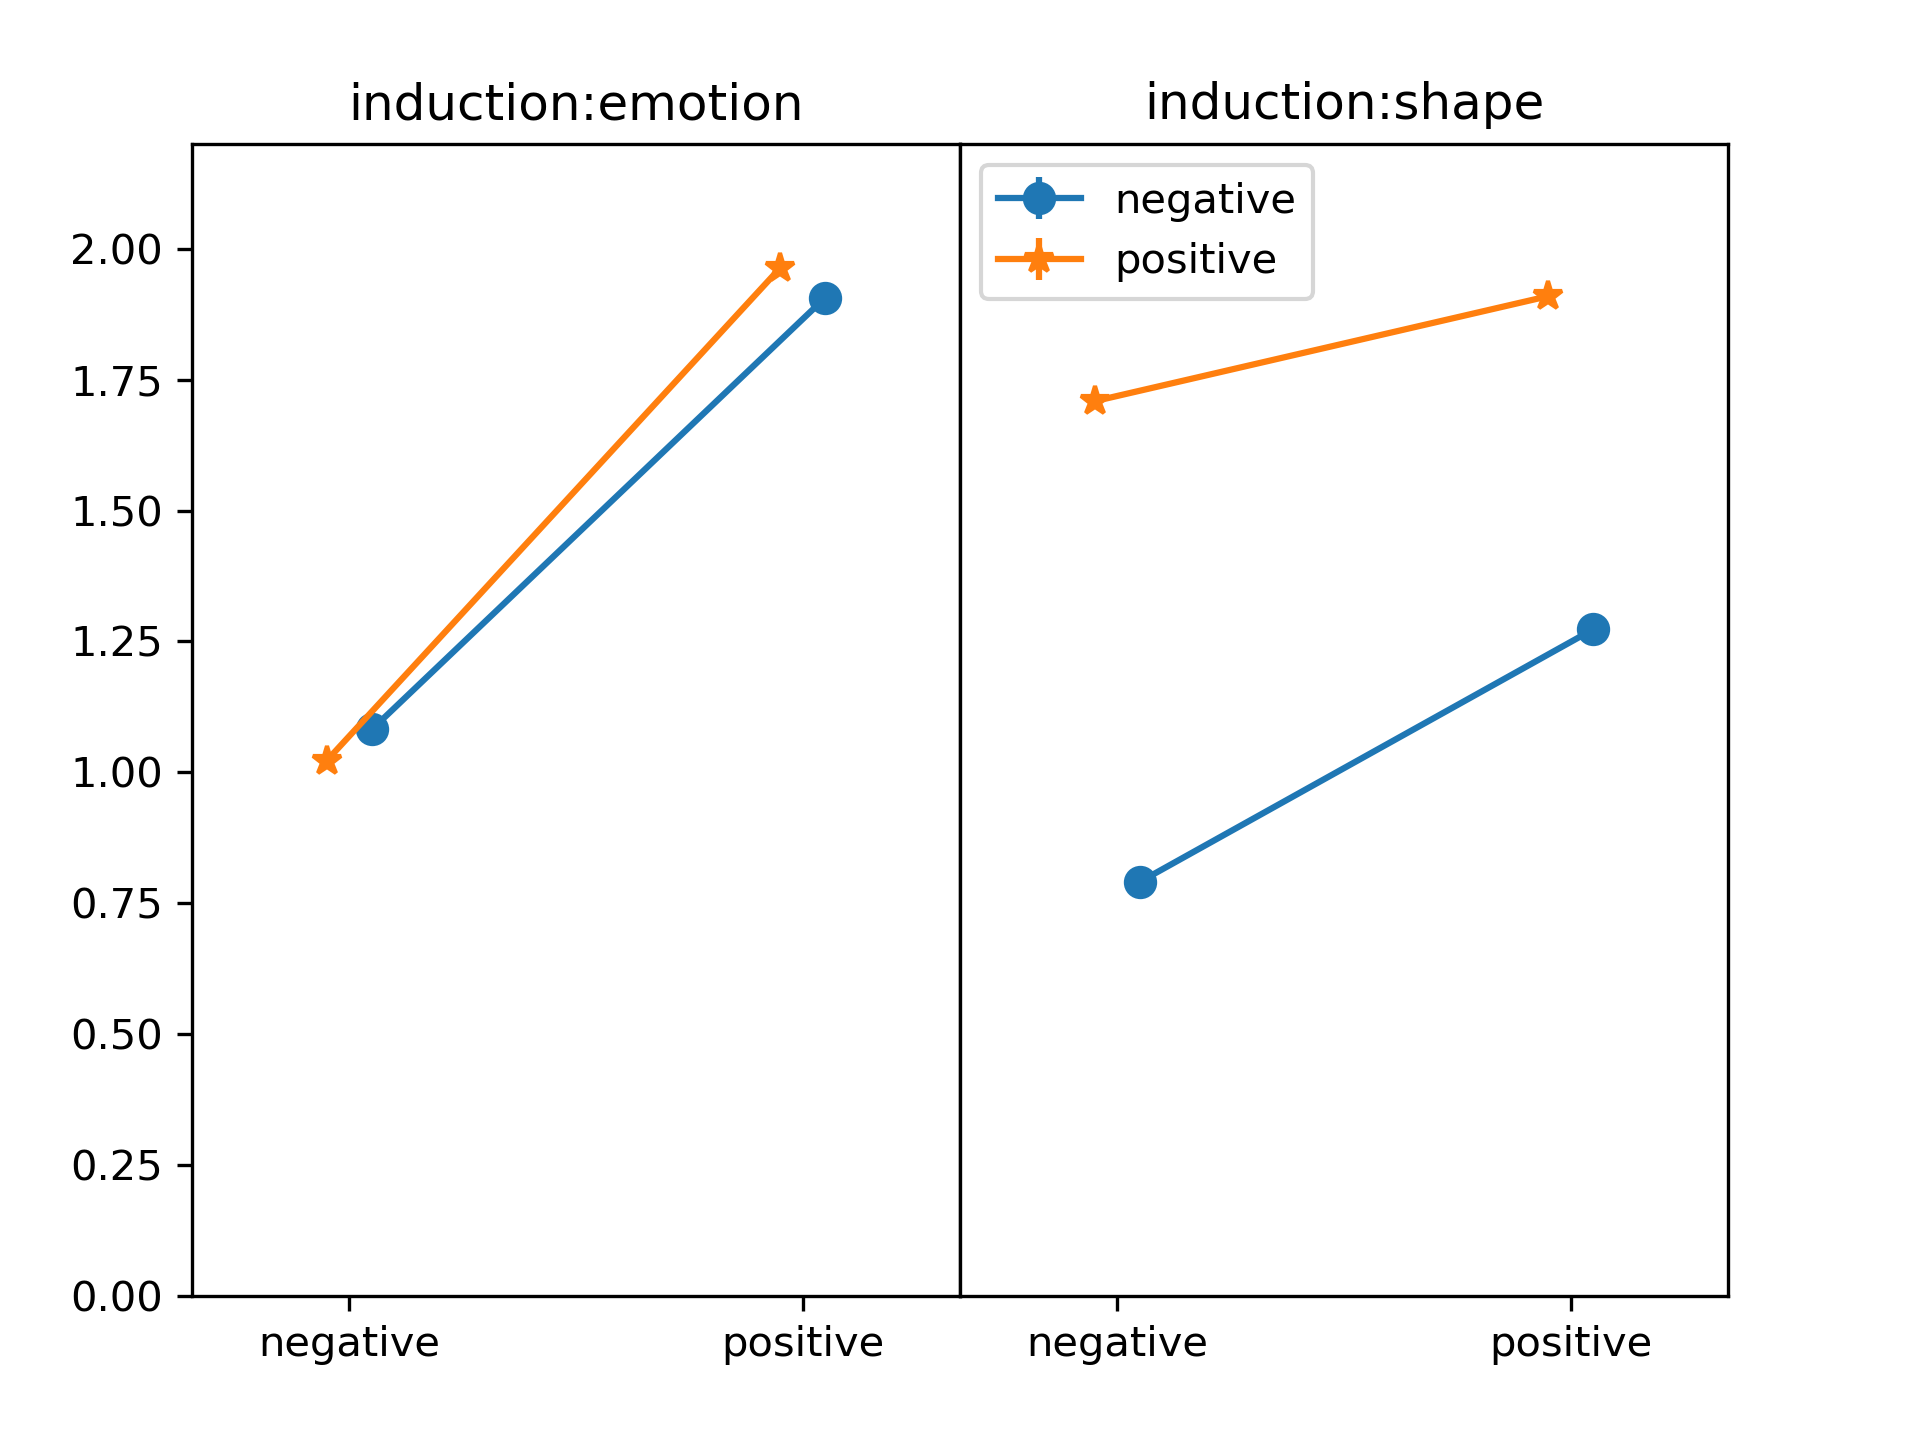 induction:emotion
induction:shape
negative
positive
2.00
1.75
1.50
1.25
1.00
0.75
0.50
0.25
0.00
negative
positive
negative
positive